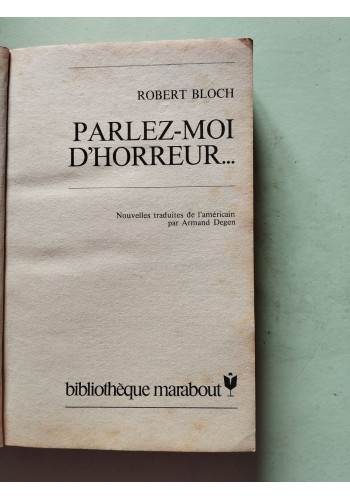 ROBERT BLOCH
PARLEZ-MOI
D'HORREUR...
Nouvelles traduites de l'américain
par Armand Degen
bibliothèque marabout